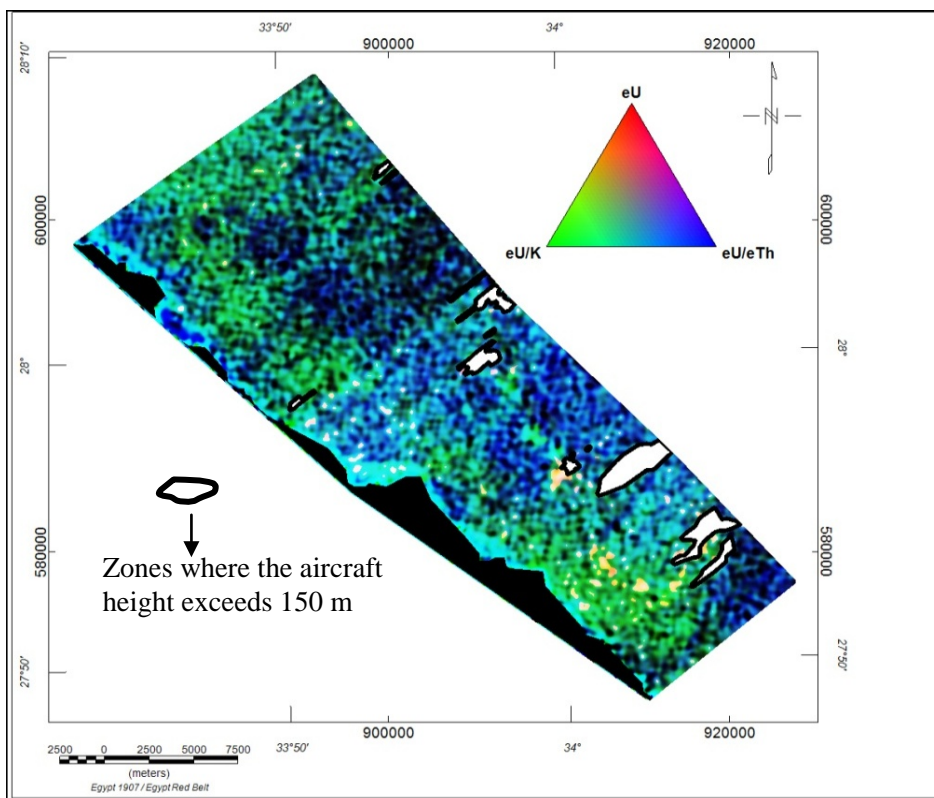 33°50'
34°
900000
920000
28°10'
eU
N
600000
600000
eU/K
eU/eTh
28°
28°
580000
580000
Zones where the aircraft
height exceeds 150 m
27°50'
27°50'
900000
920000
33°50'
34°
2500 0 2500 5000 7500
(meters)
Egypt 1907 / Egypt Red Belt